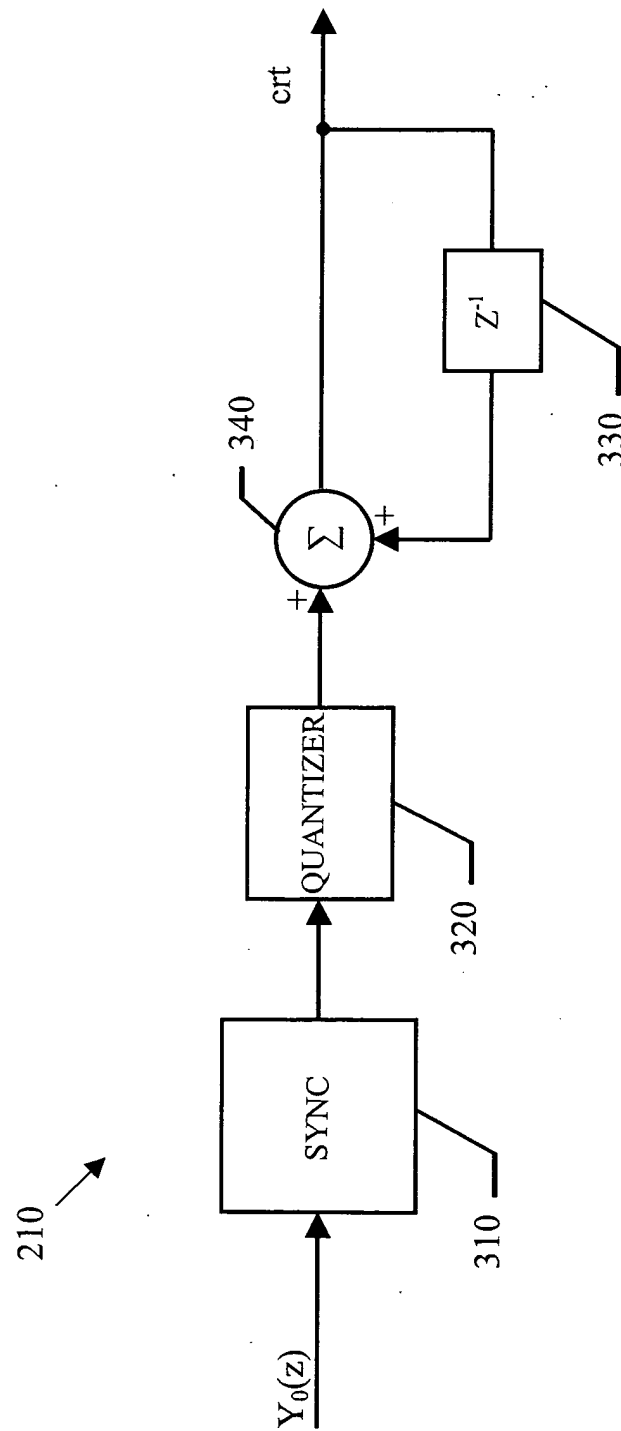 210
Y₀(z)
SYNC
310
QUANTIZER
320
+
Σ
340
+
Z⁻¹
330
crt